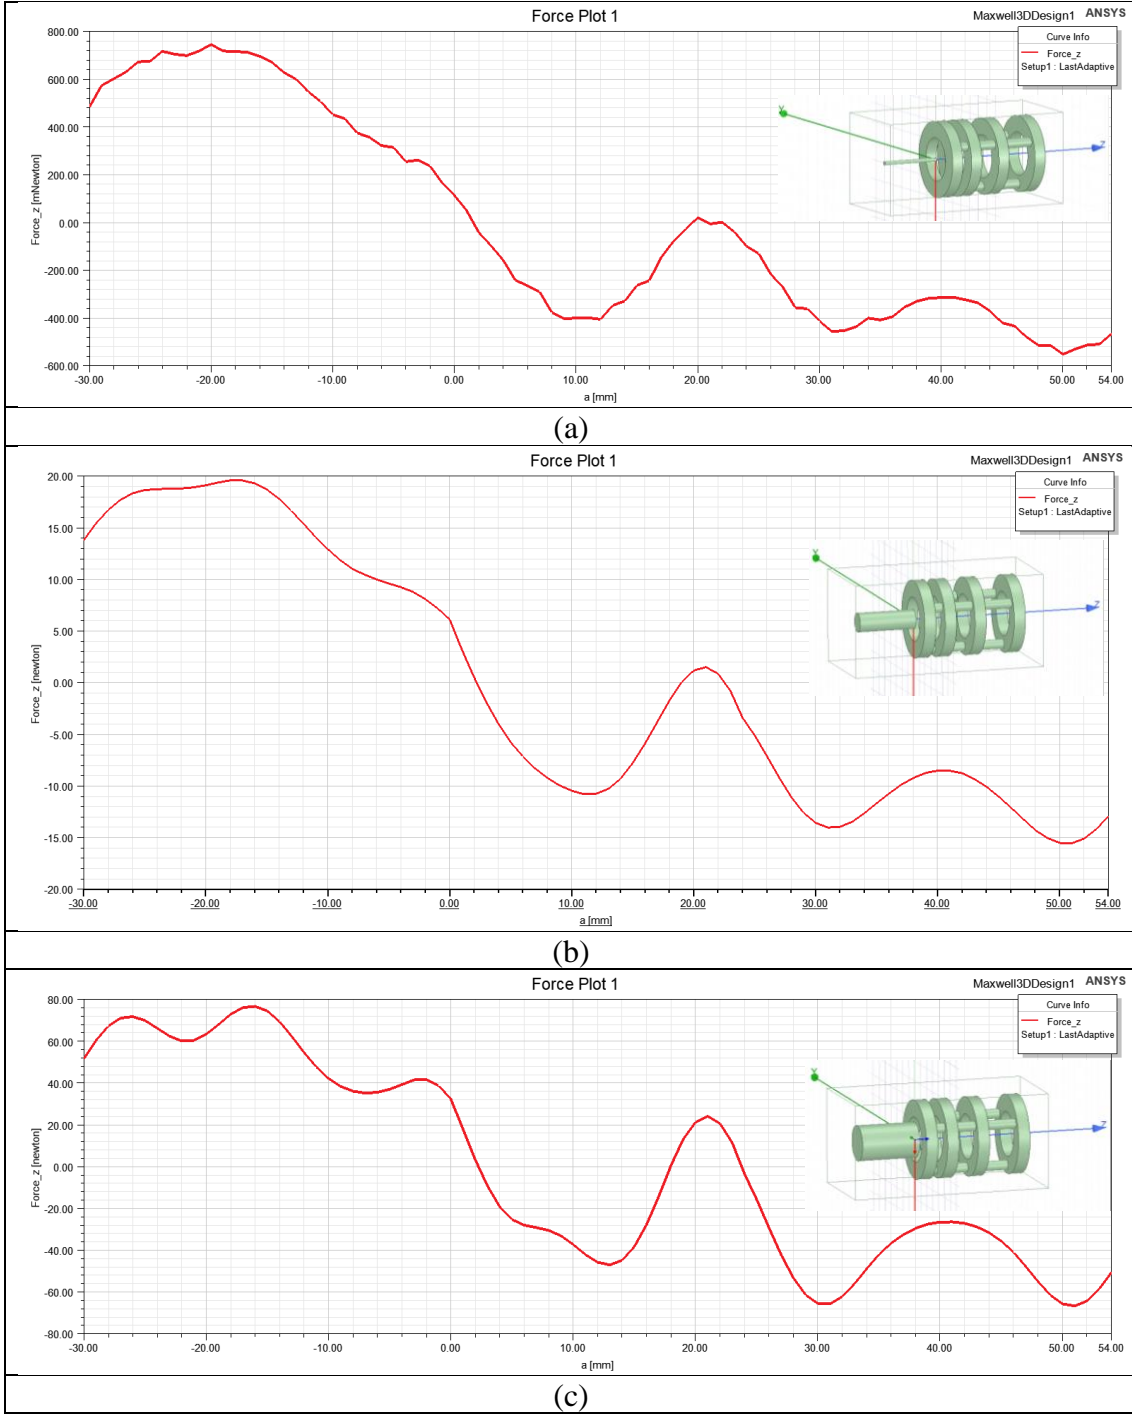 Force Plot 1
Maxwell3DDesign1 ANSYS
Curve Info
Force_z
Setup1 : LastAdaptive
800.00
600.00
400.00
200.00
0.00
-200.00
-400.00
-600.00
Force_z [mNewton]
Y
Z
-30.00 -20.00 -10.00 0.00 10.00 20.00 30.00 40.00 50.00 54.00
a [mm]
(a)
Force Plot 1
Maxwell3DDesign1 ANSYS
Curve Info
Force_z
Setup1 : LastAdaptive
20.00
15.00
10.00
5.00
0.00
-5.00
-10.00
-15.00
-20.00
Force_z [newton]
Y
Z
-30.00 -20.00 -10.00 0.00 10.00 20.00 30.00 40.00 50.00 54.00
a [mm]
(b)
Force Plot 1
Maxwell3DDesign1 ANSYS
Curve Info
Force_z
Setup1 : LastAdaptive
80.00
60.00
40.00
20.00
0.00
-20.00
-40.00
-60.00
-80.00
Force_z [newton]
Y
Z
-30.00 -20.00 -10.00 0.00 10.00 20.00 30.00 40.00 50.00 54.00
a [mm]
(c)